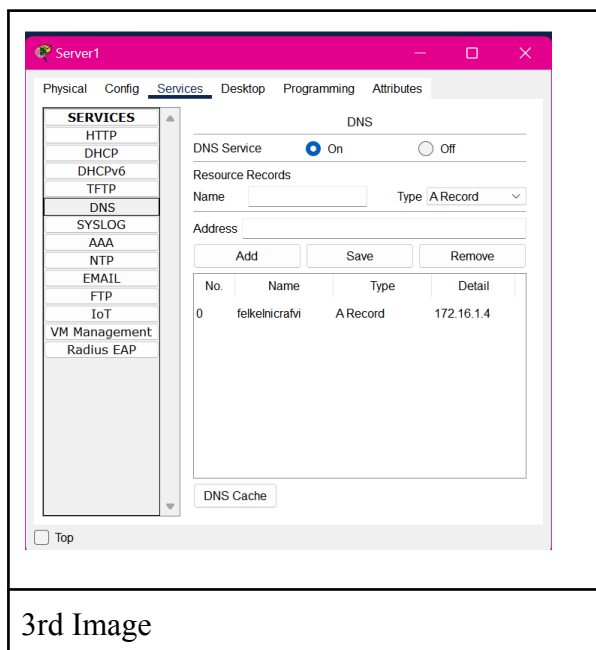 Server1
Physical Config Services Desktop Programming Attributes
SERVICES
HTTP
DHCP
DHCPv6
TFTP
DNS
SYSLOG
AAA
NTP
EMAIL
FTP
IoT
VM Management
Radius EAP
DNS
DNS Service On Off
Resource Records
Name Type A Record
Address
Add Save Remove
No. Name Type Detail
0 felkelnicrafvi A Record 172.16.1.4
DNS Cache
Top
3rd Image